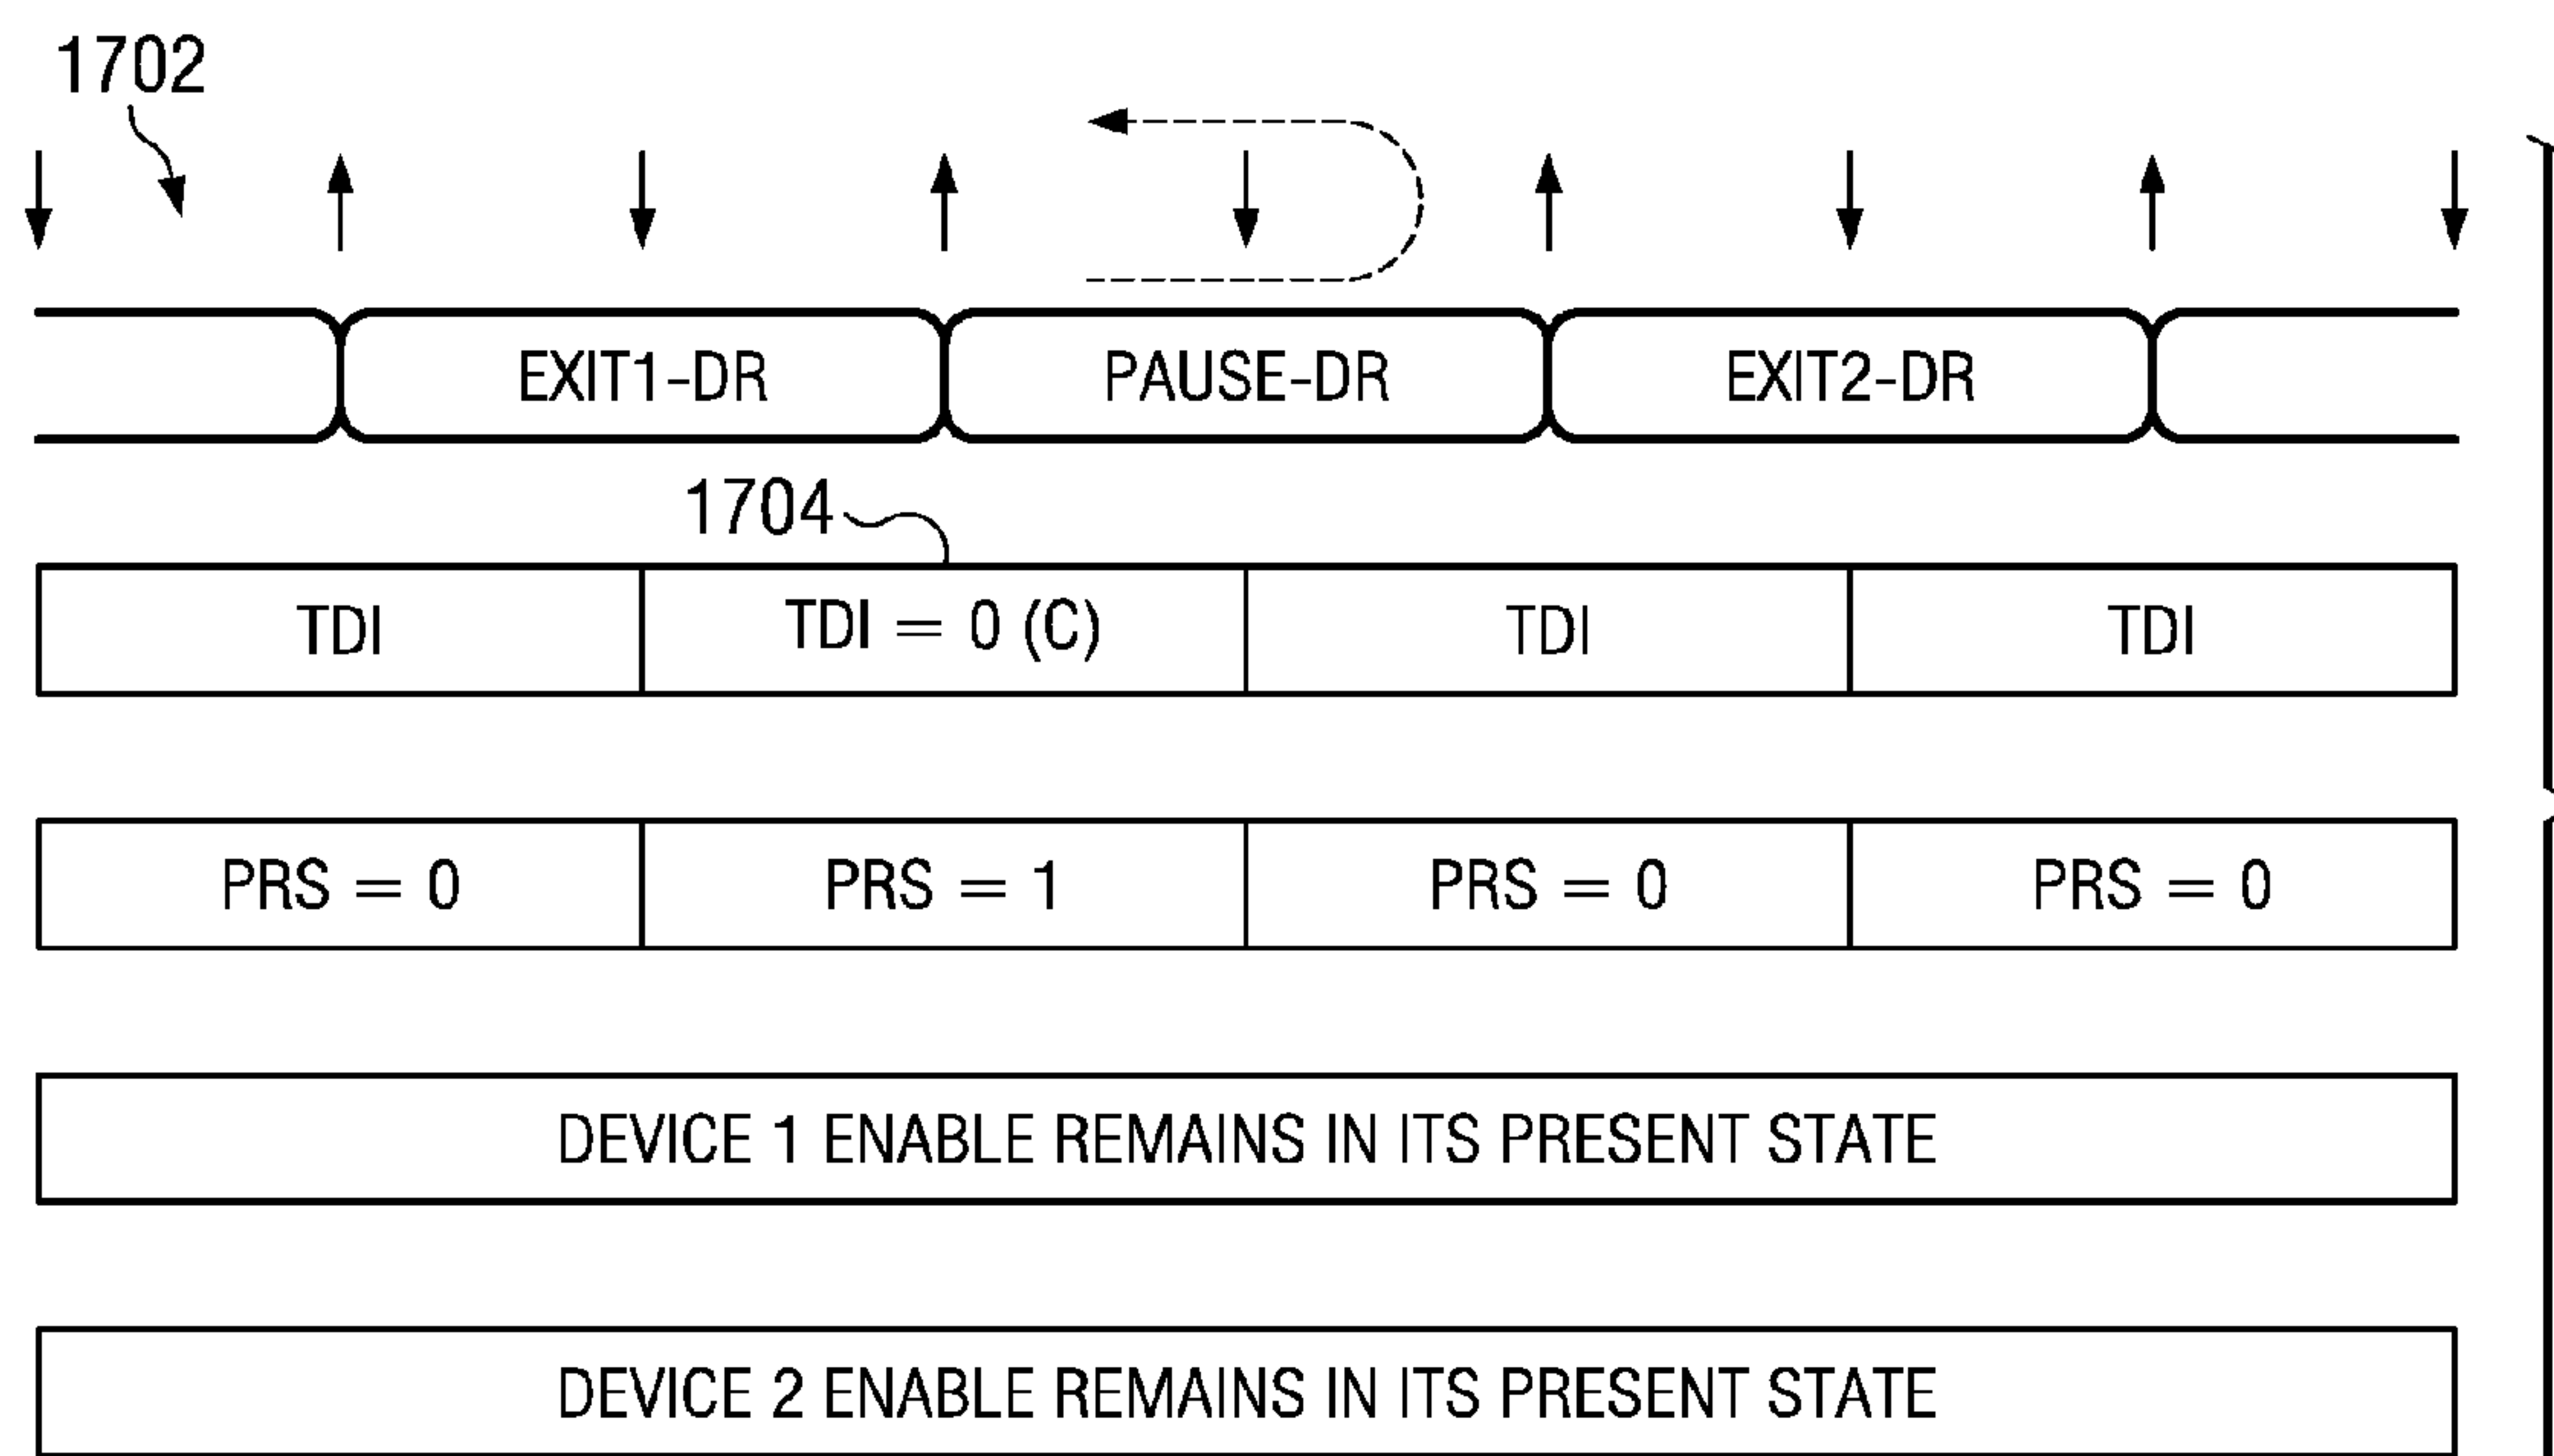 1702
EXIT1-DR PAUSE-DR EXIT2-DR
1704
TDI TDI = 0 (C) TDI TDI
PRS = 0 PRS = 1 PRS = 0 PRS = 0
DEVICE 1 ENABLE REMAINS IN ITS PRESENT STATE
DEVICE 2 ENABLE REMAINS IN ITS PRESENT STATE